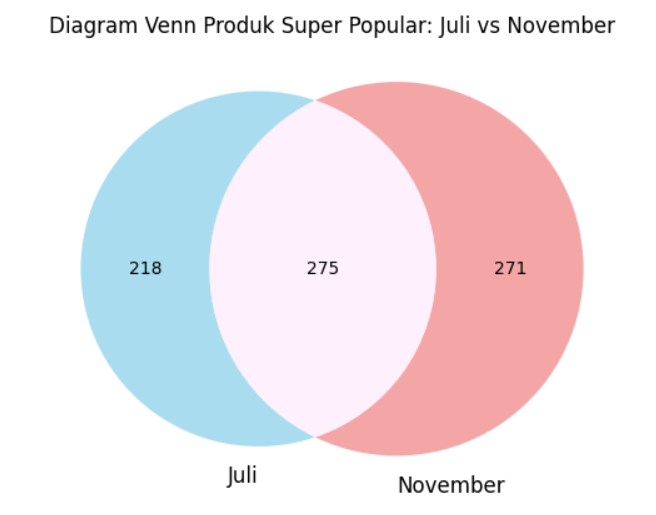 Diagram Venn Produk Super Popular: Juli vs November
218
275
271
Juli
November